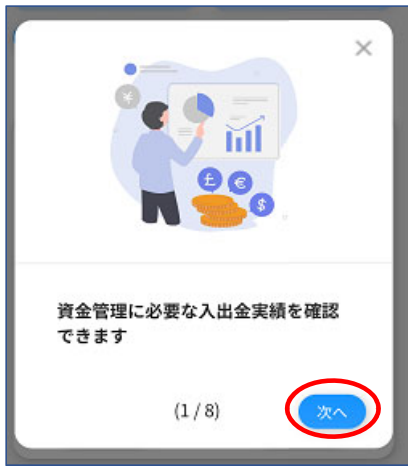 ¥
£
€
$
資金管理に必要な入出金実績を確認
できます
(1 / 8)
次へ